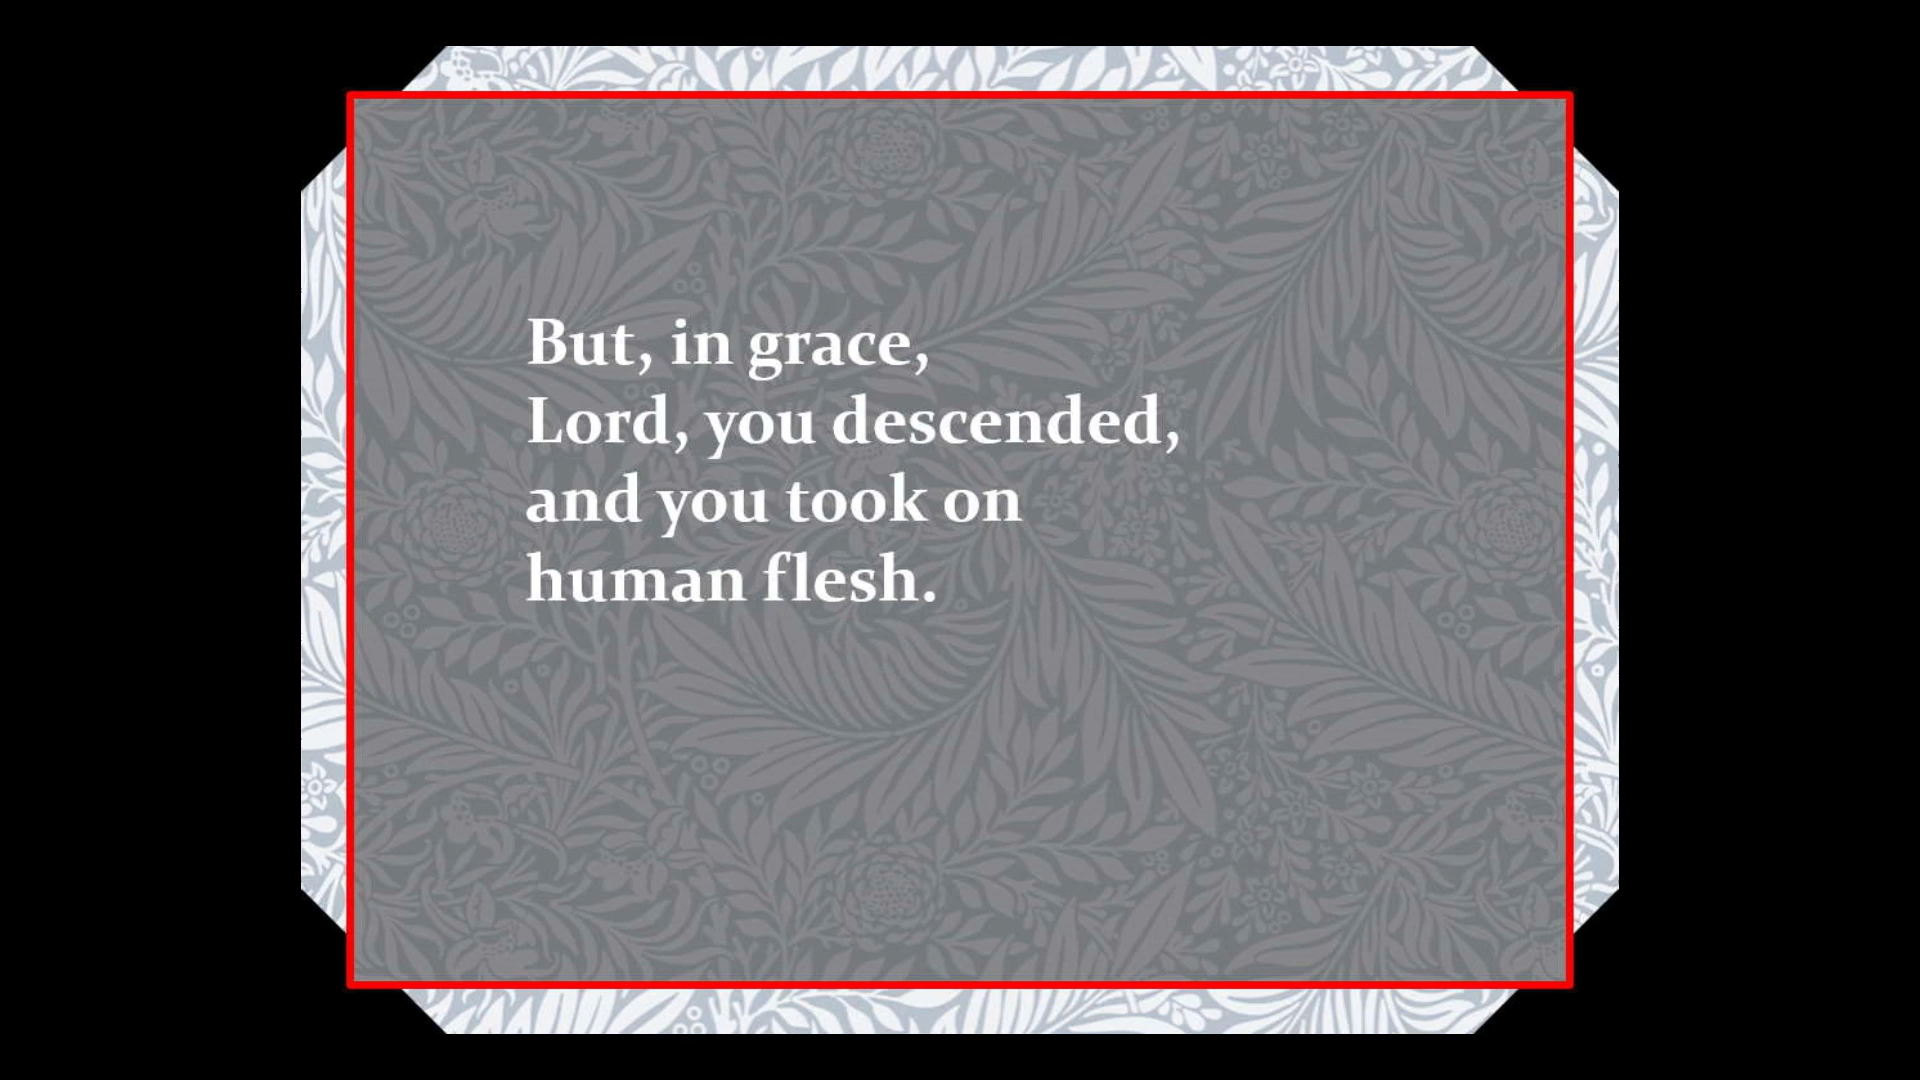 But, in grace,
Lord, you descended,
and you took on
human flesh.